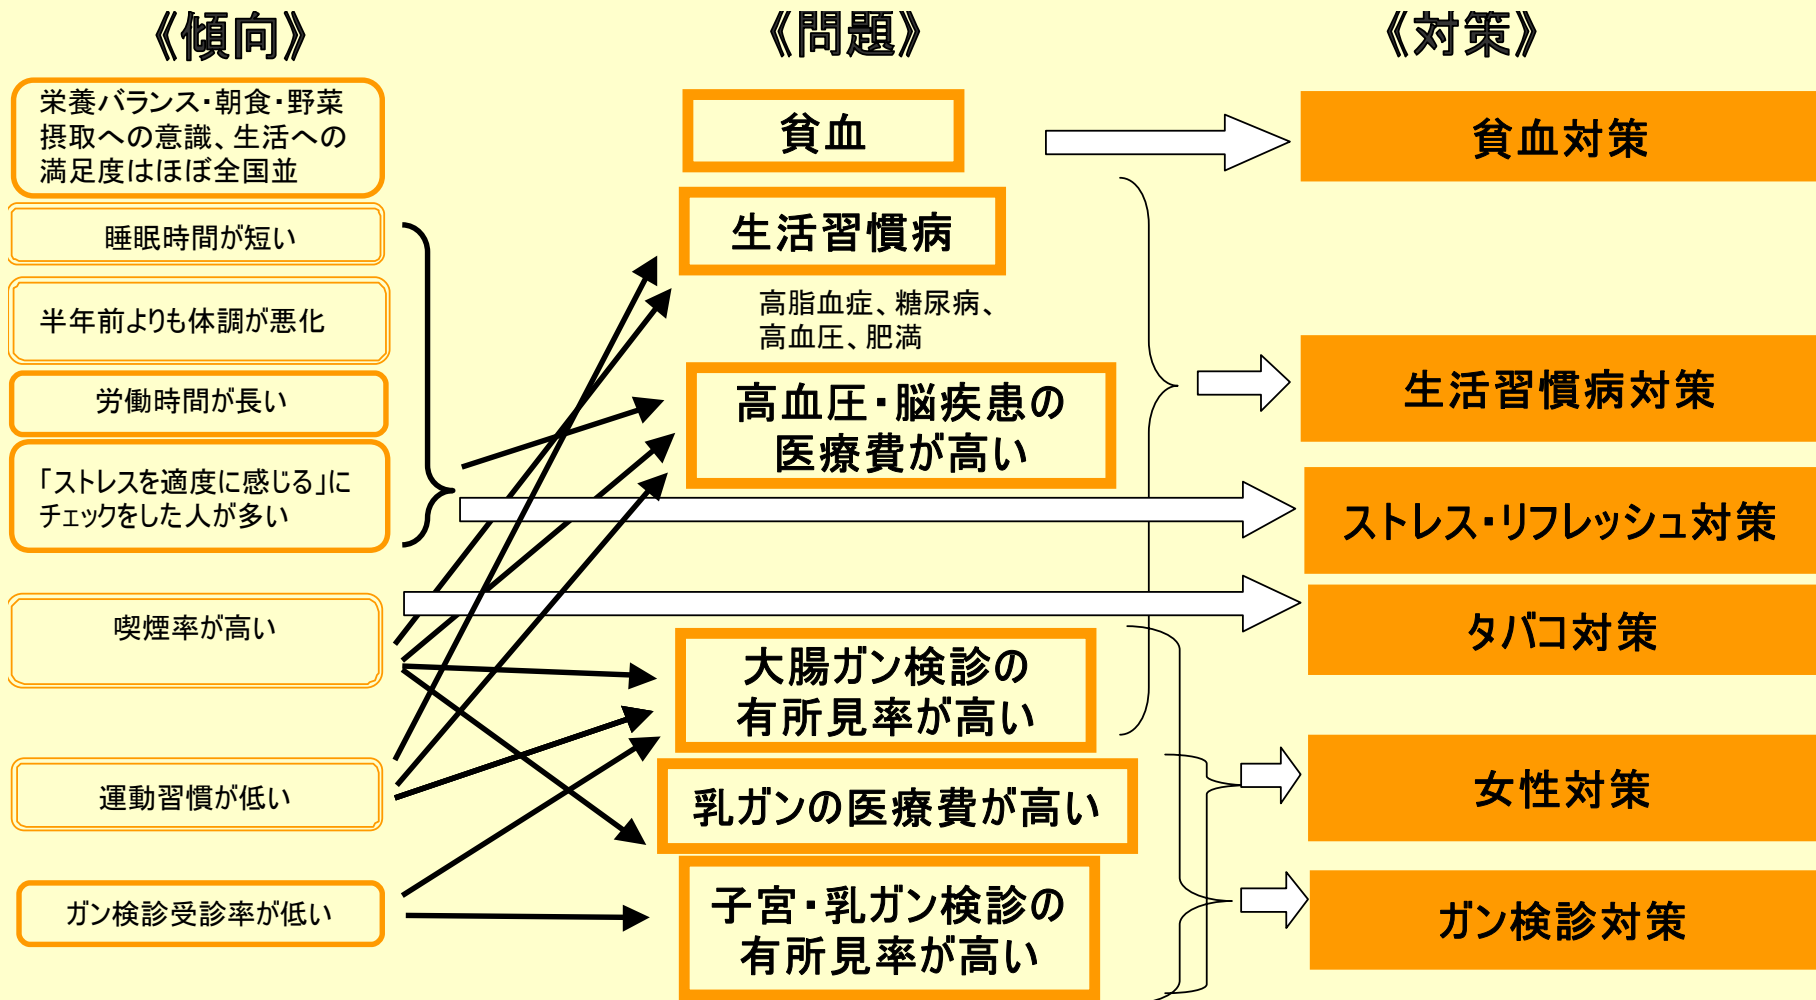 《傾向》
栄養バランス・朝食・野菜
摂取への意識、生活への
満足度はほぼ全国並
睡眠時間が短い
半年前よりも体調が悪化
労働時間が長い
「ストレスを適度に感じる」に
チェックをした人が多い
喫煙率が高い
運動習慣が低い
ガン検診受診率が低い
《問題》
貧血
生活習慣病
高脂血症、糖尿病、
高血圧、肥満
高血圧・脳疾患の
医療費が高い
大腸ガン検診の
有所見率が高い
乳ガンの医療費が高い
子宮・乳ガン検診の
有所見率が高い
《対策》
貧血対策
生活習慣病対策
ストレス・リフレッシュ対策
タバコ対策
女性対策
ガン検診対策